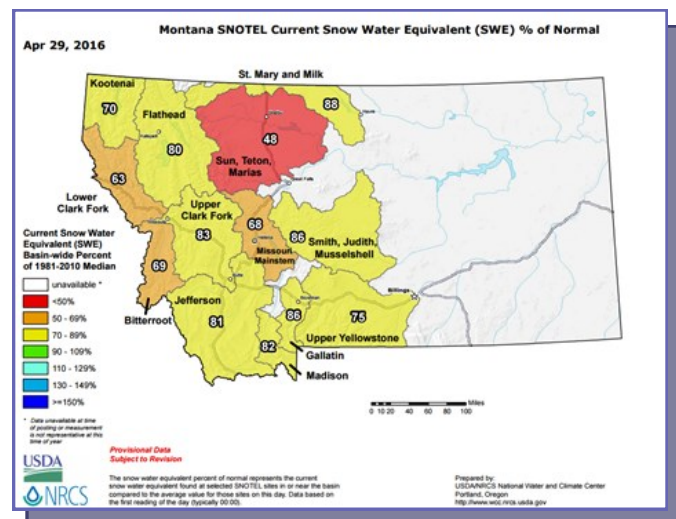 Montana SNOTEL Current Snow Water Equivalent (SWE) % of Normal
Apr 29, 2016
St. Mary and Milk
Kootenai
70
88
Flathead
80
48
Sun, Teton,
Marias
63
Lower
Clark Fork
Upper
Clark Fork
83
68
Missouri
Mainstem
86
Smith, Judith,
Musselshell
69
Bitterroot
Jefferson
81
82
86
75
Billings
Upper Yellowstone
Gallatin
Madison
Current Snow Water
Equivalent (SWE)
Basin-wide Percent
of 1981-2010 Median
unavailable *
<50%
50 - 69%
70 - 89%
90 - 109%
110 - 129%
130 - 149%
>=150%
* Data unavailable at time
of posting or measurement
is not representative at this
time of year
Miles
0 10 20 40 60 80 100
Provisional Data
Subject to Revision
USDA
NRCS
The snow water equivalent percent of normal represents the current
snow water equivalent found at selected SNOTEL sites in or near the basin
compared to the average value for those sites on this day. Data based on
the first reading of the day (typically 00:00).
Prepared by:
USDA/NRCS National Water and Climate Center
Portland, Oregon
http://www.wcc.nrcs.usda.gov